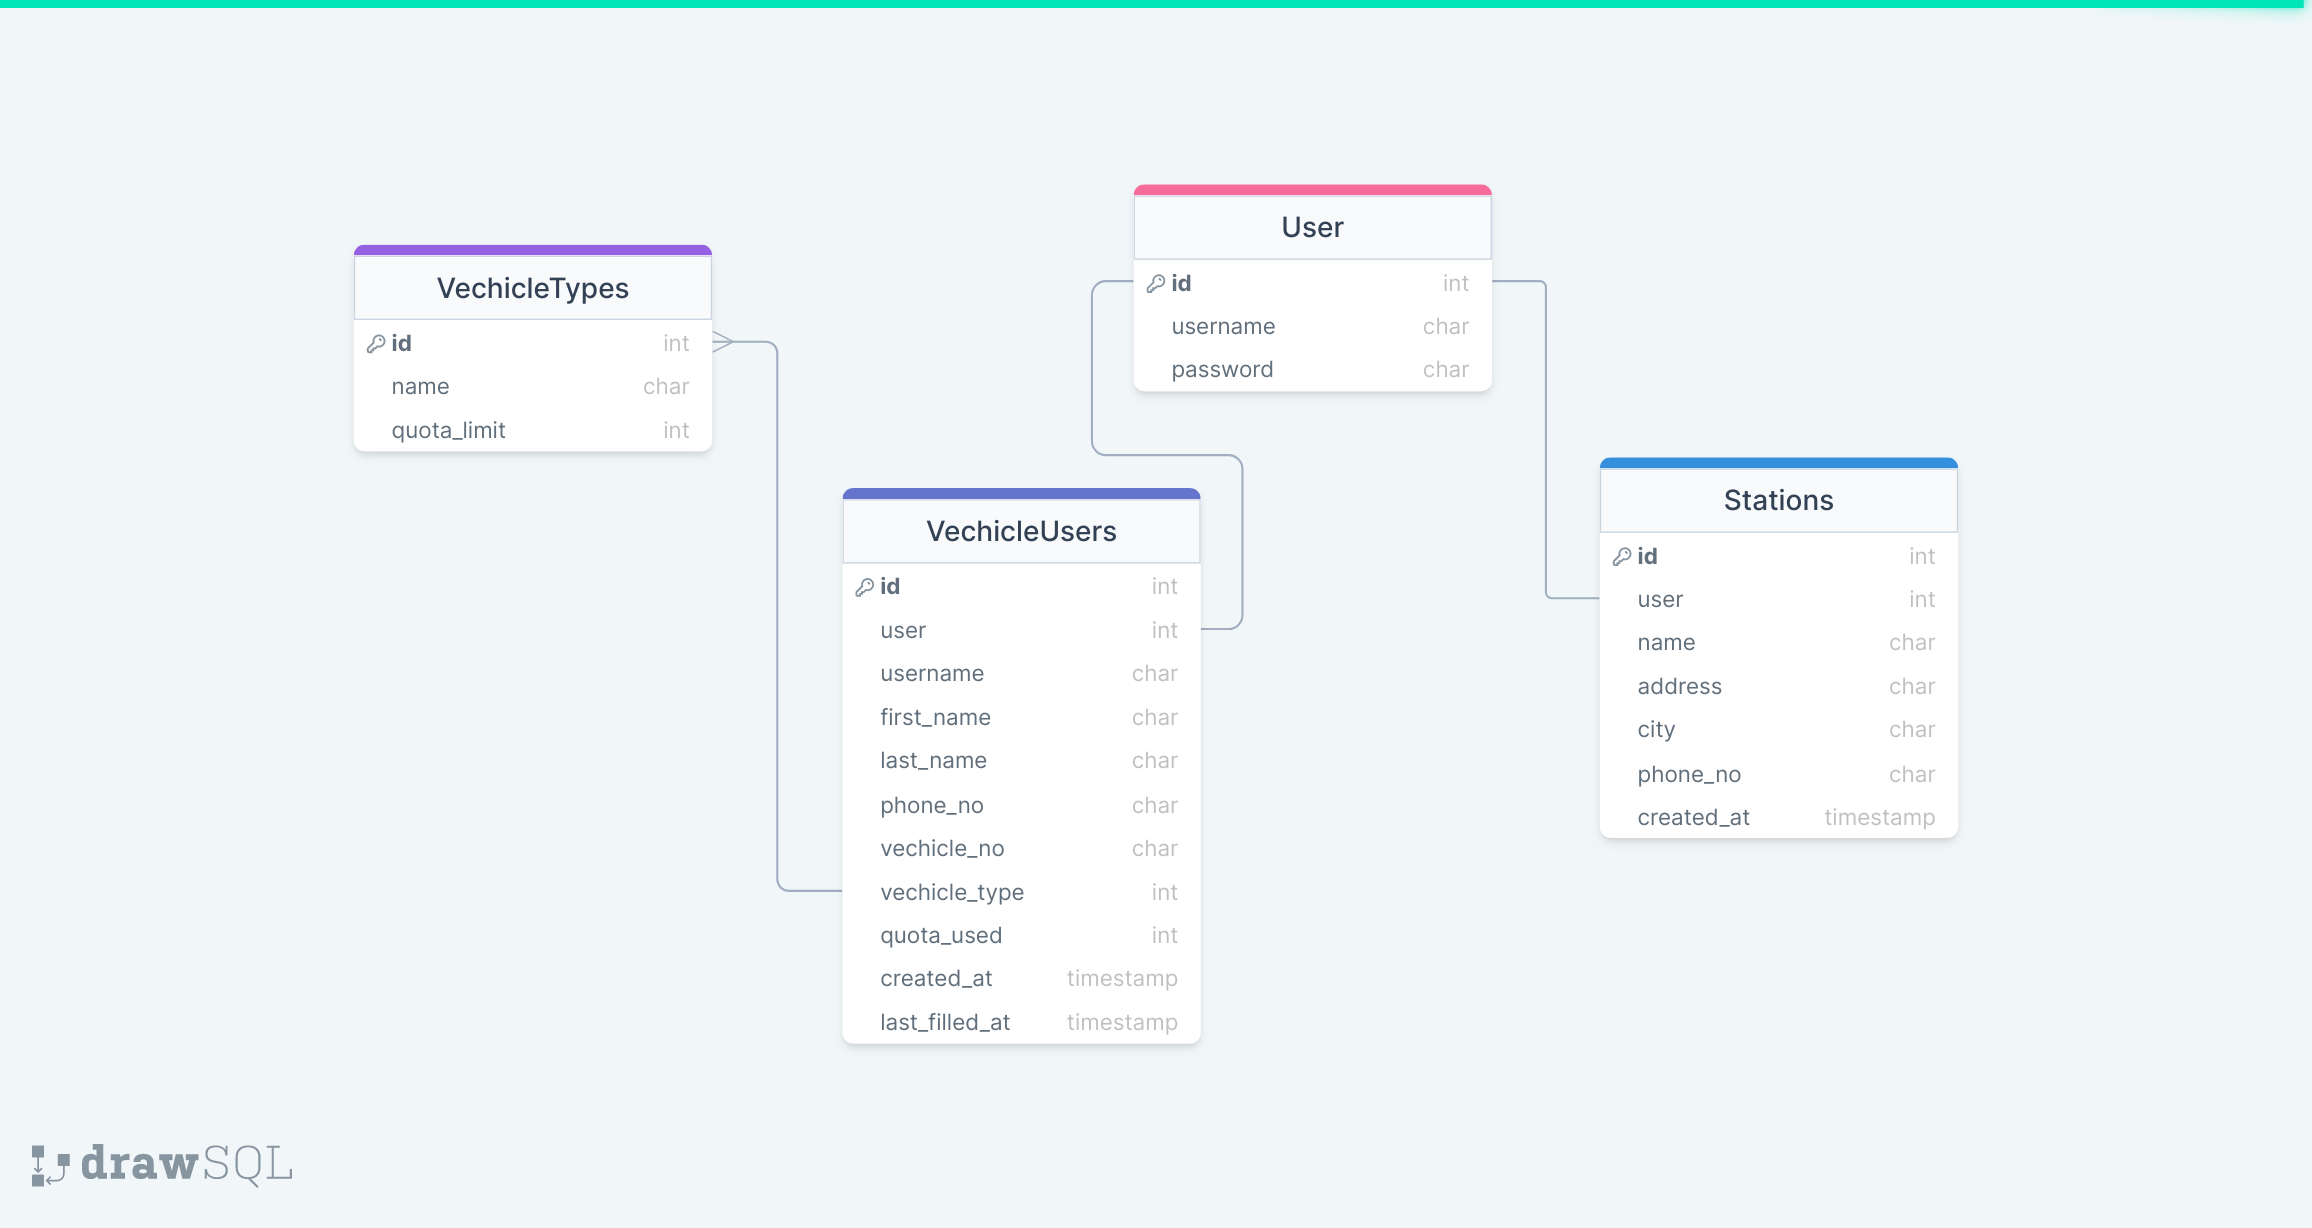 VechicleTypes
id int
name char
quota_limit int
User
id int
username char
password char
VechicleUsers
id int
user int
username char
first_name char
last_name char
phone_no char
vechicle_no char
vechicle_type int
quota_used int
created_at timestamp
last_filled_at timestamp
Stations
id int
user int
name char
address char
city char
phone_no char
created_at timestamp
drawSQL